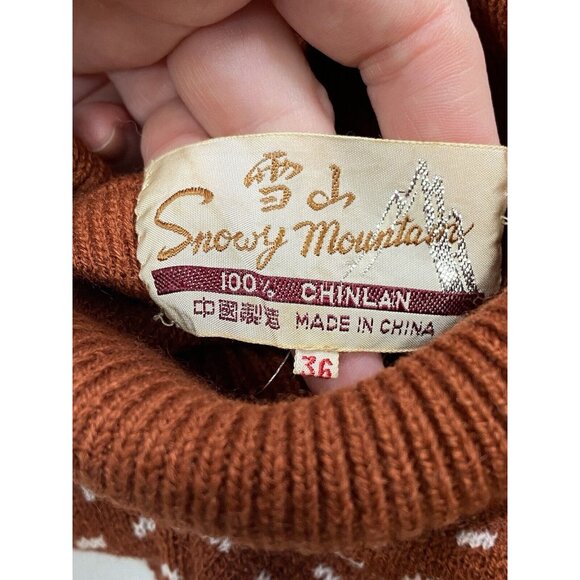 雪山
Snowy Mountain
100% CHINLAN
中國製造 MADE IN CHINA
36